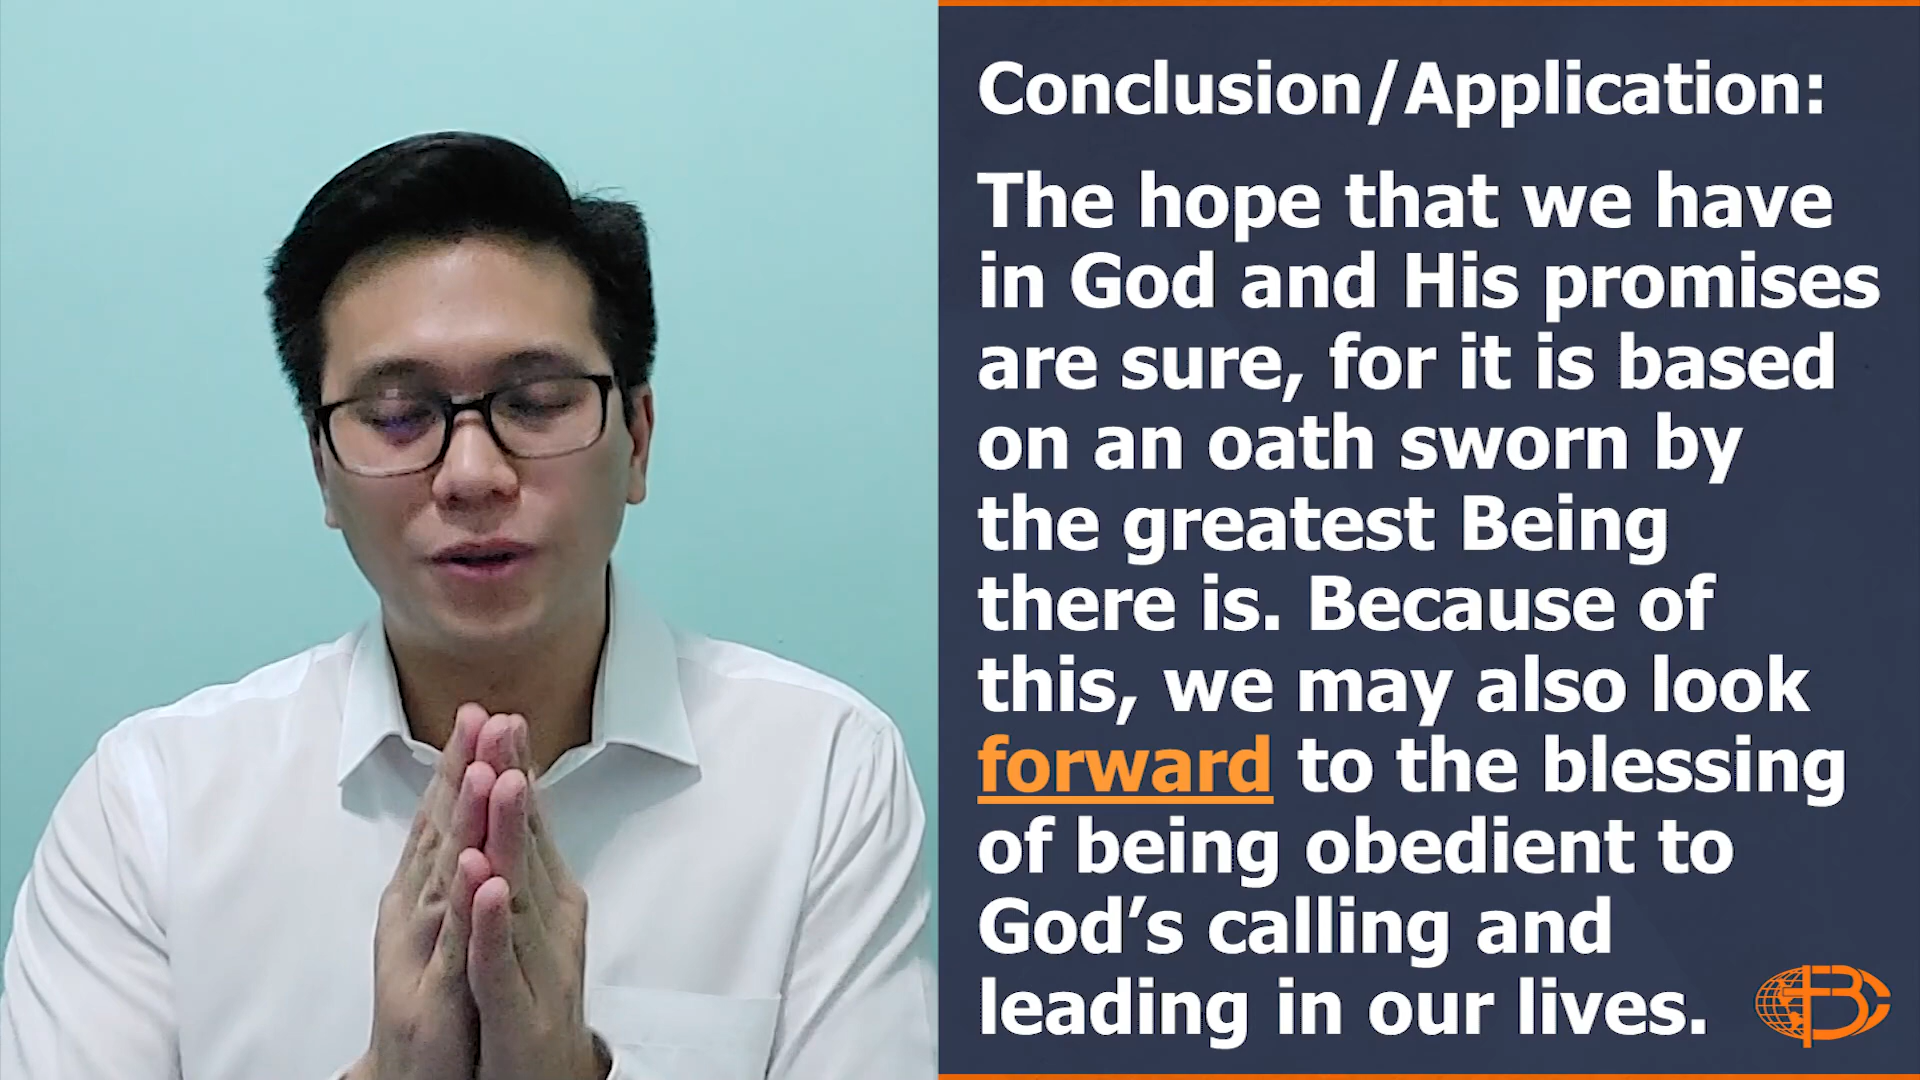 Conclusion/Application:
The hope that we have
in God and His promises
are sure, for it is based
on an oath sworn by
the greatest Being
there is. Because of
this, we may also look
forward to the blessing
of being obedient to
God’s calling and
leading in our lives.
BC